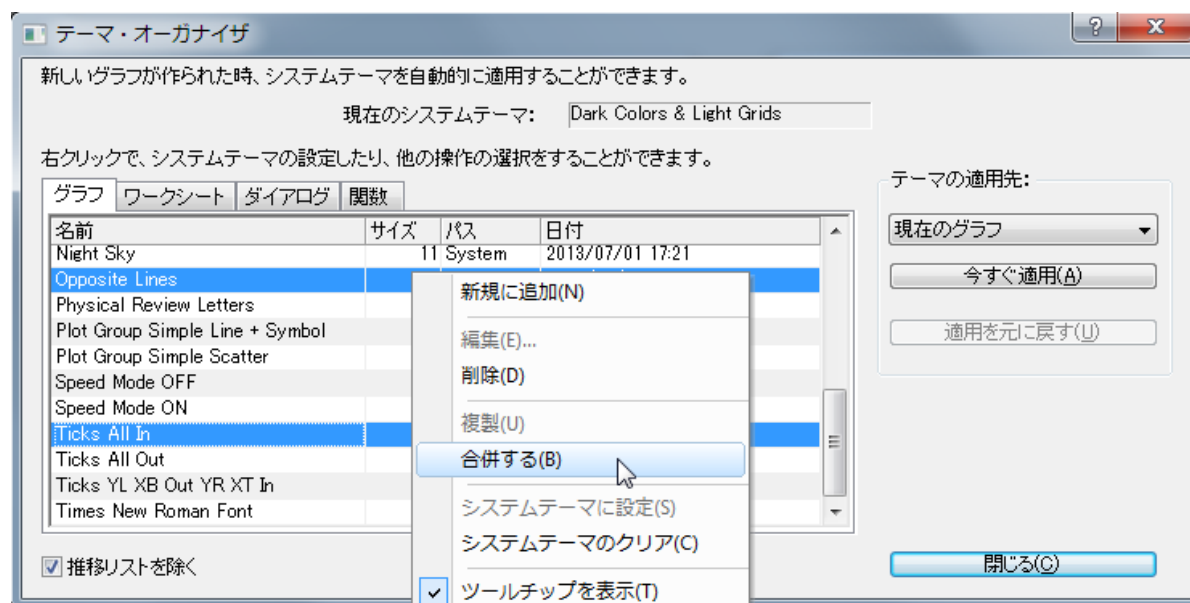 テーマ・オーガナイザ
新しいグラフが作られた時、システムテーマを自動的に適用することができます。
現在のシステムテーマ: Dark Colors & Light Grids
右クリックで、システムテーマの設定したり、他の操作の選択をすることができます。
グラフ ワークシート ダイアログ 関数
名前 サイズ パス 日付
Night Sky 11 System 2013/07/01 17:21
Opposite Lines
Physical Review Letters
Plot Group Simple Line + Symbol
Plot Group Simple Scatter
Speed Mode OFF
Speed Mode ON
Ticks All In
Ticks All Out
Ticks YL XB Out YR XT In
Times New Roman Font
新規に追加(N)
編集(E)...
削除(D)
複製(U)
合併する(B)
システムテーマに設定(S)
システムテーマのクリア(C)
ツールチップを表示(T)
テーマの適用先:
現在のグラフ
今すぐ適用(A)
適用を元に戻す(U)
推移リストを除く
閉じる(C)